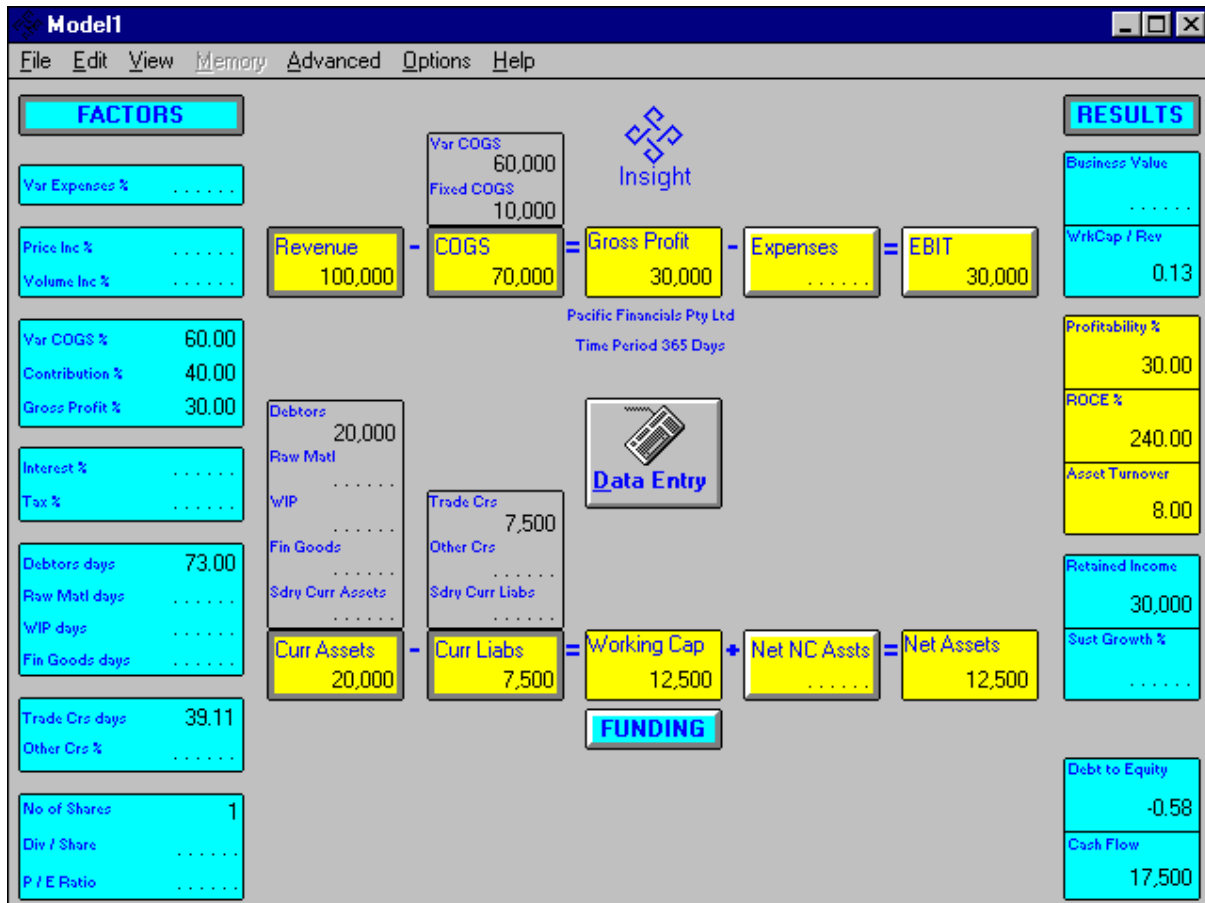 Model1
File Edit View Memory Advanced Options Help
FACTORS
Var Expenses % . . . . . .
Price Inc % . . . . . .
Volume Inc % . . . . . .
Var COGS % 60.00
Contribution % 40.00
Gross Profit % 30.00
Interest % . . . . . .
Tax % . . . . . .
Debtors days 73.00
Raw Matl days . . . . . .
WIP days . . . . . .
Fin Goods days . . . . . .
Trade Crs days 39.11
Other Crs % . . . . . .
No of Shares 1
Div / Share . . . . . .
P / E Ratio . . . . . .
Insight
Var COGS
60,000
Fixed COGS
10,000
Revenue - COGS = Gross Profit - Expenses = EBIT
100,000 70,000 30,000 . . . . . . 30,000
Pacific Financials Pty Ltd
Time Period 365 Days
Data Entry
Debtors
20,000
Raw Matl
. . . . . .
WIP
. . . . . .
Fin Goods
. . . . . .
Sdry Curr Assets
. . . . . .
Trade Crs
7,500
Other Crs
. . . . . .
Sdry Curr Liabs
. . . . . .
Curr Assets - Curr Liabs = Working Cap + Net NC Assts = Net Assets
20,000 7,500 12,500 . . . . . . 12,500
FUNDING
RESULTS
Business Value
. . . . . .
WrkCap / Rev
0.13
Profitability %
30.00
ROCE %
240.00
Asset Turnover
8.00
Retained Income
30,000
Sust Growth %
. . . . . .
Debt to Equity
-0.58
Cash Flow
17,500